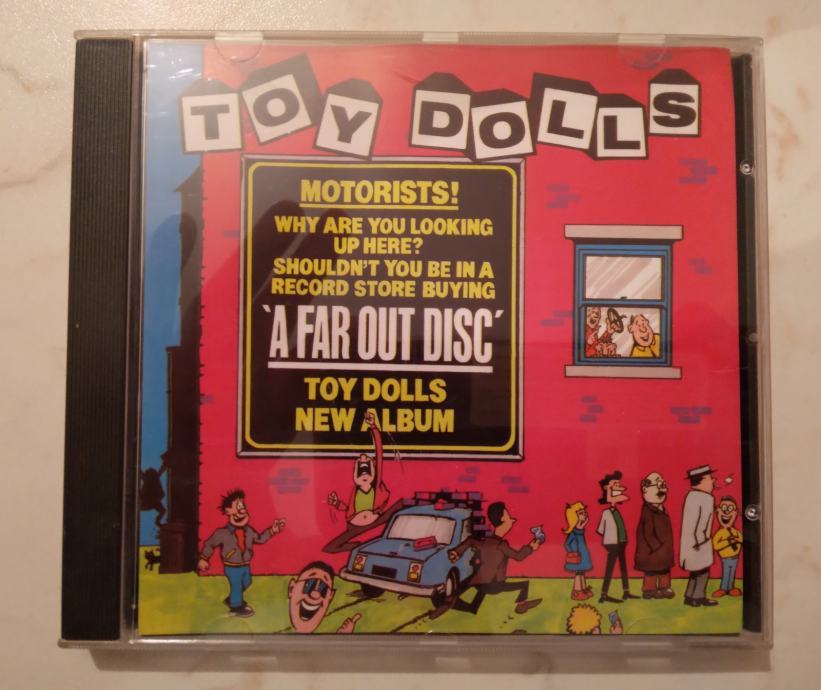 TOY DOLLS
MOTORISTS!
WHY ARE YOU LOOKING
UP HERE?
SHOULDN'T YOU BE IN A
RECORD STORE BUYING
'A FAR OUT DISC'
TOY DOLLS
NEW ALBUM